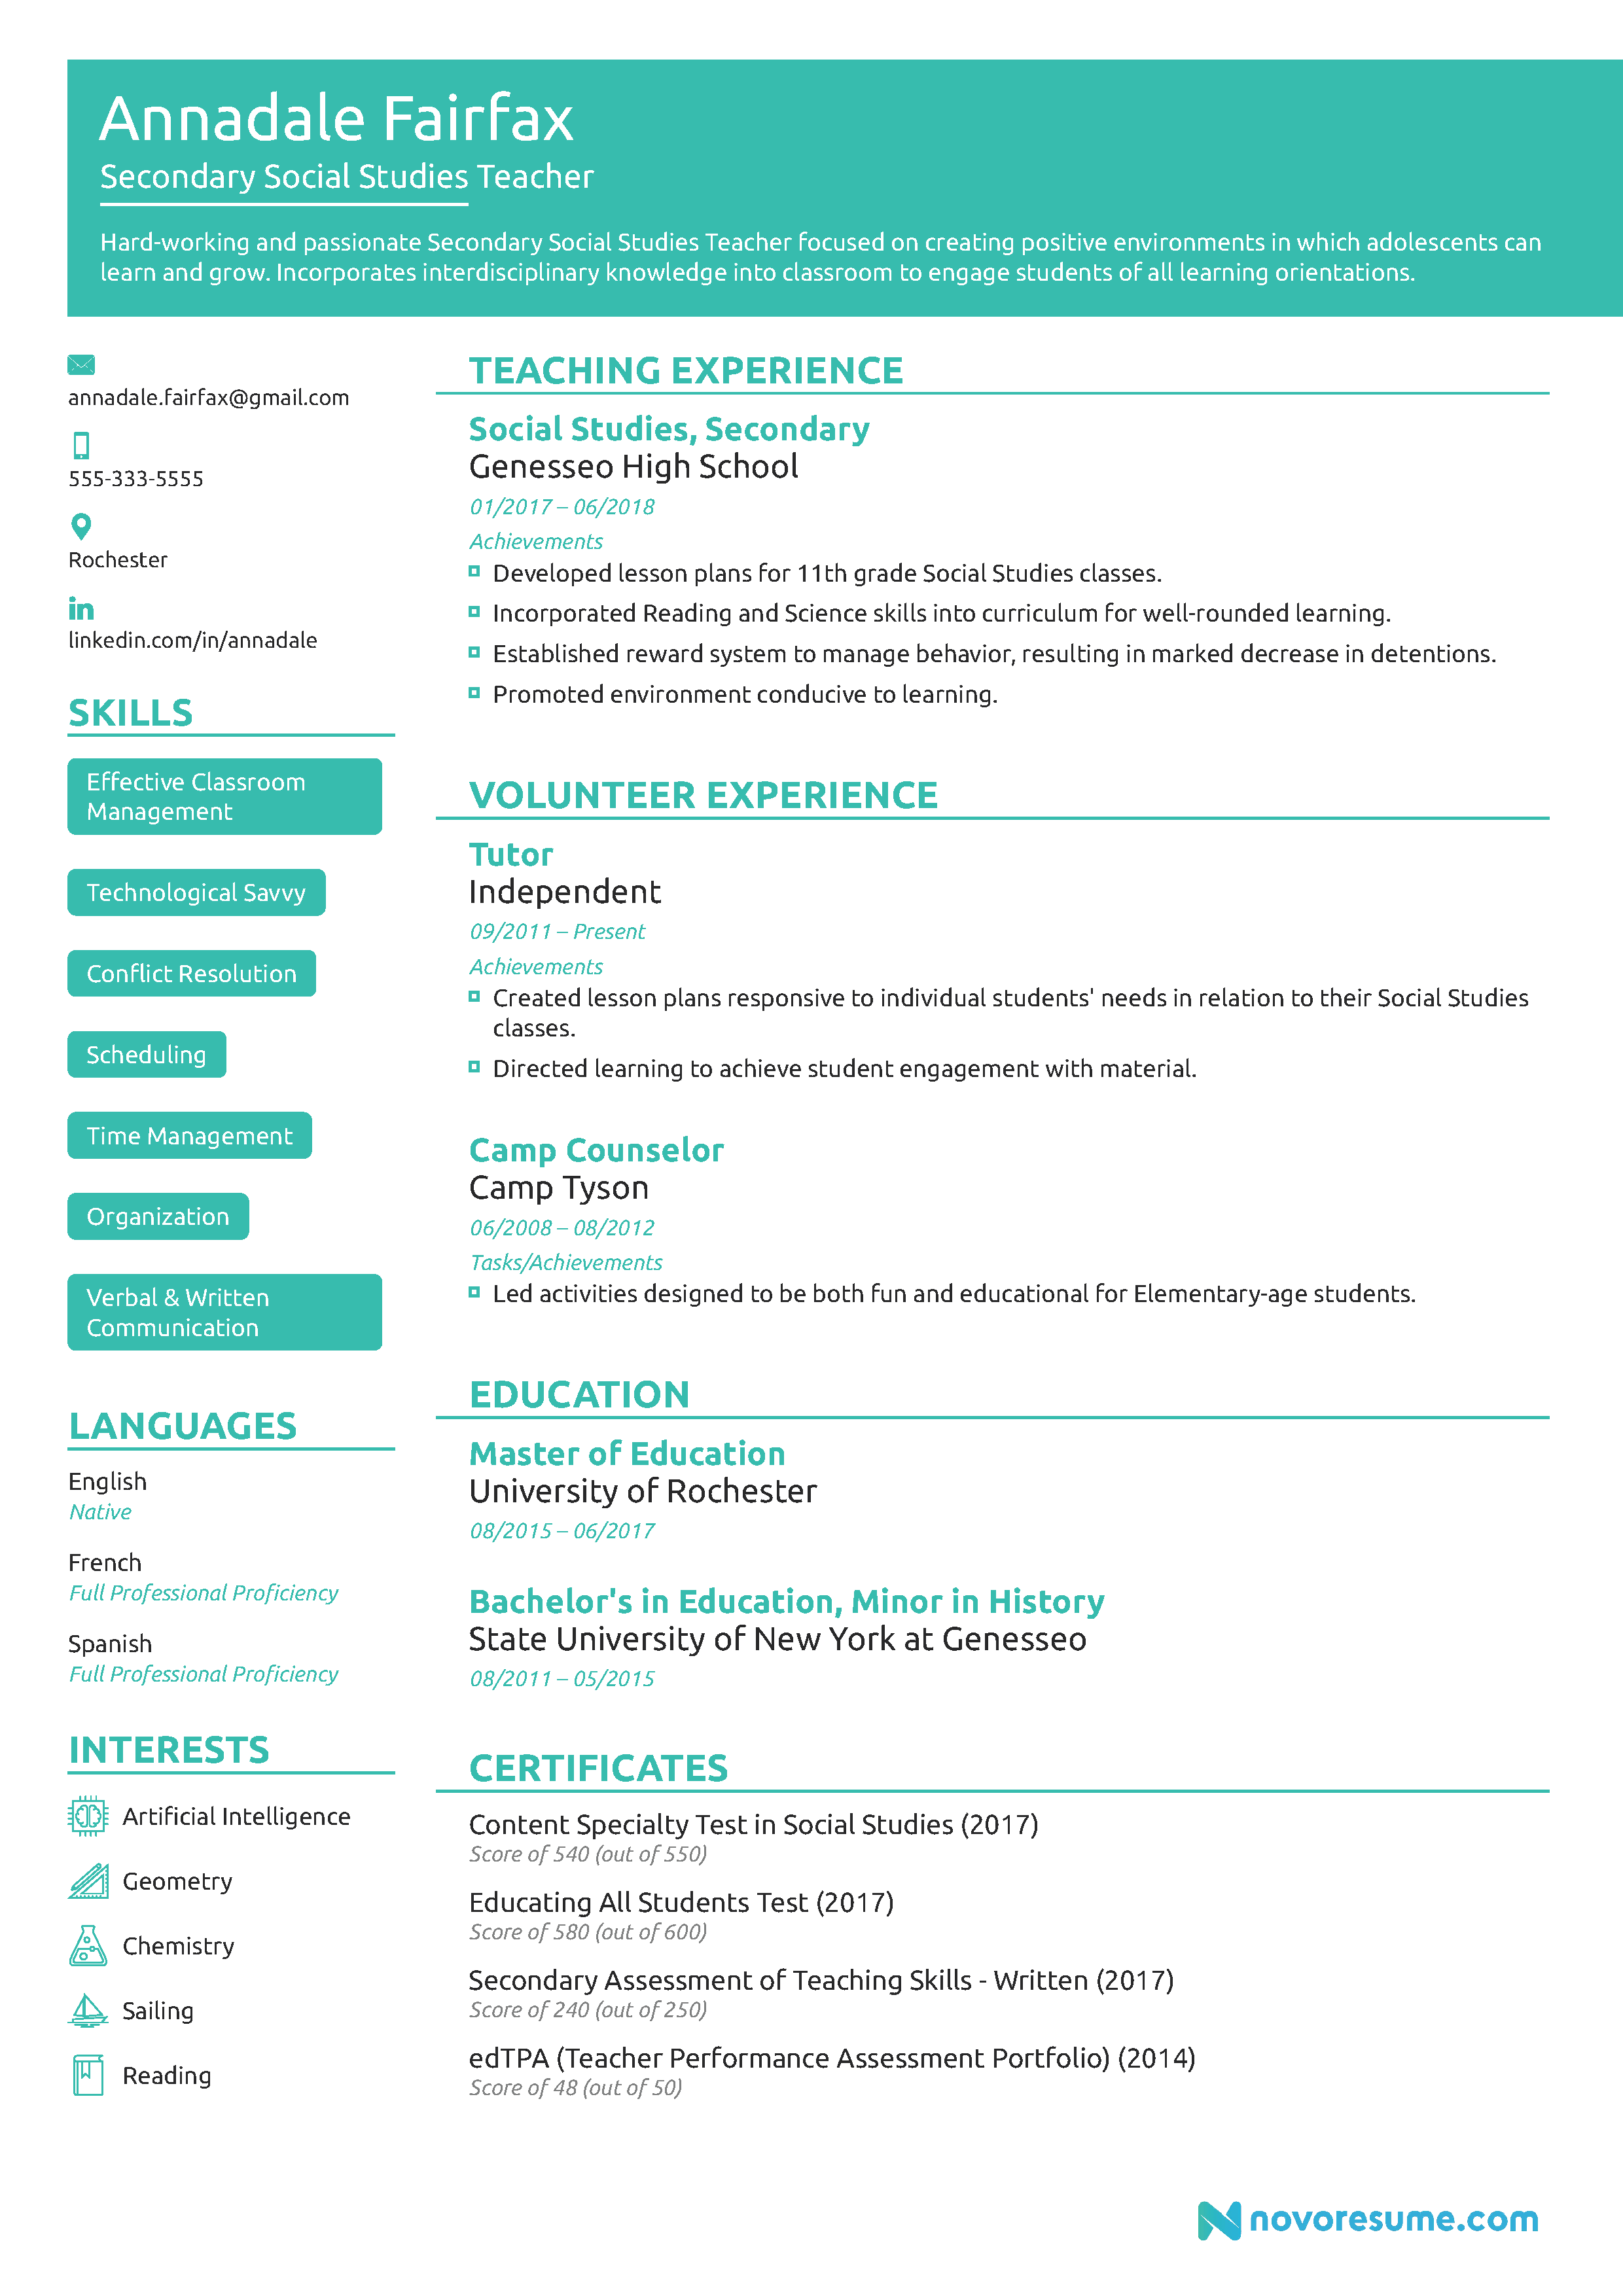 Annadale Fairfax
Secondary Social Studies Teacher
Hard-working and passionate Secondary Social Studies Teacher focused on creating positive environments in which adolescents can
learn and grow. Incorporates interdisciplinary knowledge into classroom to engage students of all learning orientations.
annadale.fairfax@gmail.com
555-333-5555
Rochester
in
linkedin.com/in/annadale
SKILLS
Effective Classroom
Management
Technological Savvy
Conflict Resolution
Scheduling
Time Management
Organization
Verbal & Written
Communication
LANGUAGES
English
Native
French
Full Professional Proficiency
Spanish
Full Professional Proficiency
INTERESTS
Artificial Intelligence
Geometry
Chemistry
Sailing
Reading
TEACHING EXPERIENCE
Social Studies, Secondary
Genesseo High School
01/2017 – 06/2018
Achievements
Developed lesson plans for 11th grade Social Studies classes.
Incorporated Reading and Science skills into curriculum for well-rounded learning.
Established reward system to manage behavior, resulting in marked decrease in detentions.
Promoted environment conducive to learning.
VOLUNTEER EXPERIENCE
Tutor
Independent
09/2011 – Present
Achievements
Created lesson plans responsive to individual students' needs in relation to their Social Studies
classes.
Directed learning to achieve student engagement with material.
Camp Counselor
Camp Tyson
06/2008 – 08/2012
Tasks/Achievements
Led activities designed to be both fun and educational for Elementary-age students.
EDUCATION
Master of Education
University of Rochester
08/2015 – 06/2017
Bachelor's in Education, Minor in History
State University of New York at Genesseo
08/2011 – 05/2015
CERTIFICATES
Content Specialty Test in Social Studies (2017)
Score of 540 (out of 550)
Educating All Students Test (2017)
Score of 580 (out of 600)
Secondary Assessment of Teaching Skills - Written (2017)
Score of 240 (out of 250)
edTPA (Teacher Performance Assessment Portfolio) (2014)
Score of 48 (out of 50)
novoresume.com